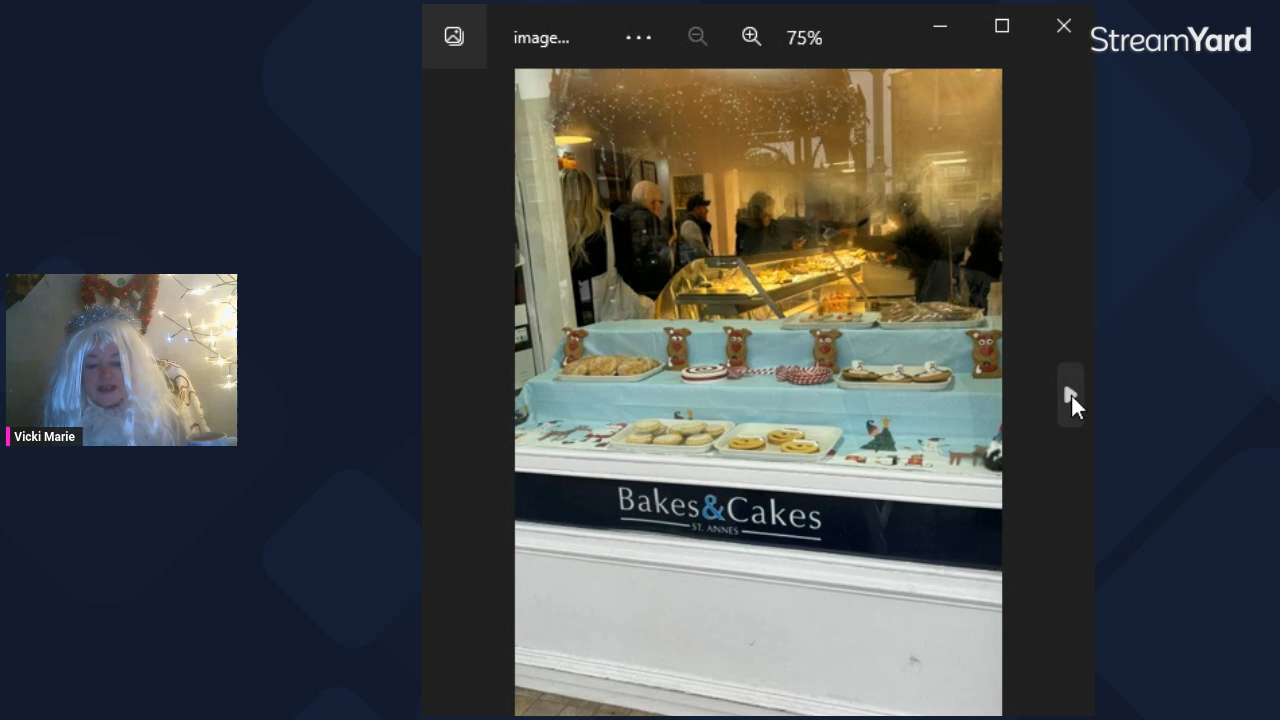 image...
75%
StreamYard
Bakes&Cakes
ST. ANNES
Vicki Marie